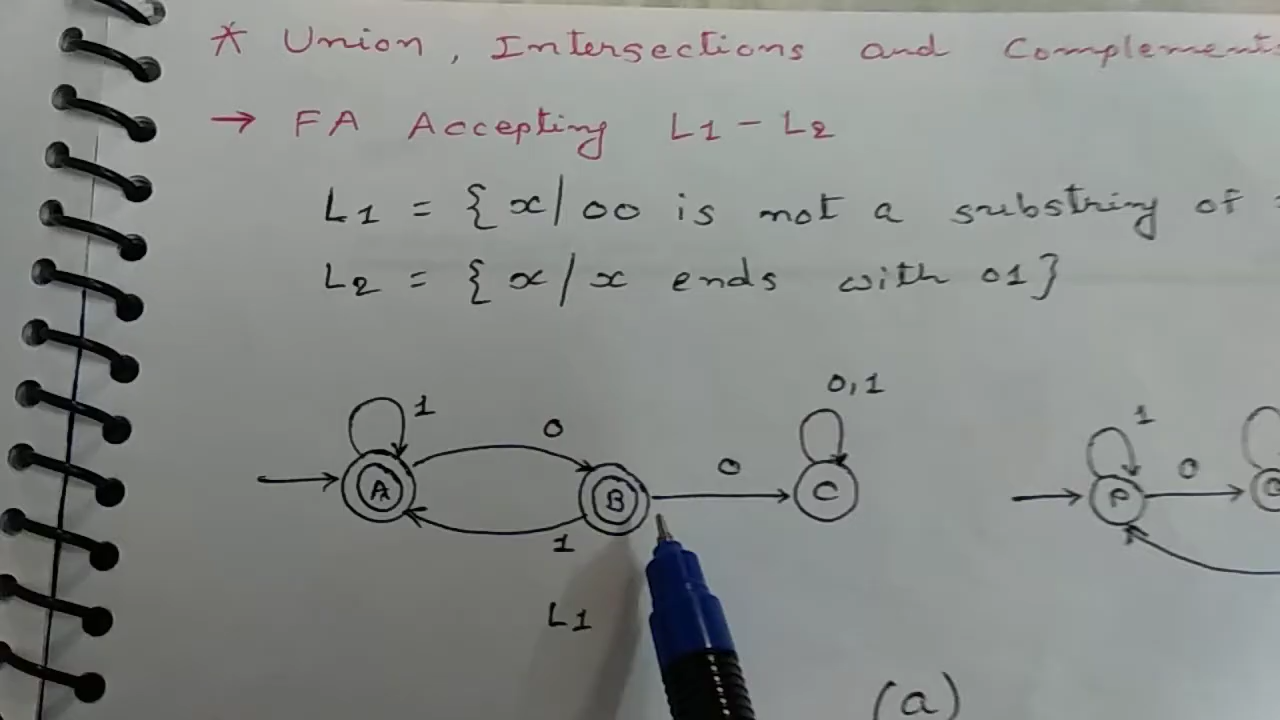 * Union, Intersections and Complements
→ FA Accepting L1 - L2
L1 = {x/00 is not a substring of
L2 = {x/x ends with 01}
1 0 0 0,1 1 0
A B C P
1
L1
(a)